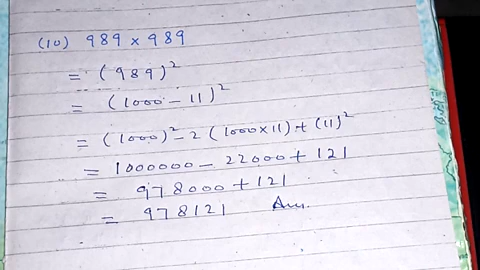 (10) 989 × 989
= (989)²
= (1000 - 11)²
= (1000)² - 2 (1000×11) + (11)²
= 1000000 - 22000 + 121
= 978000 + 121
= 978121 Ans.